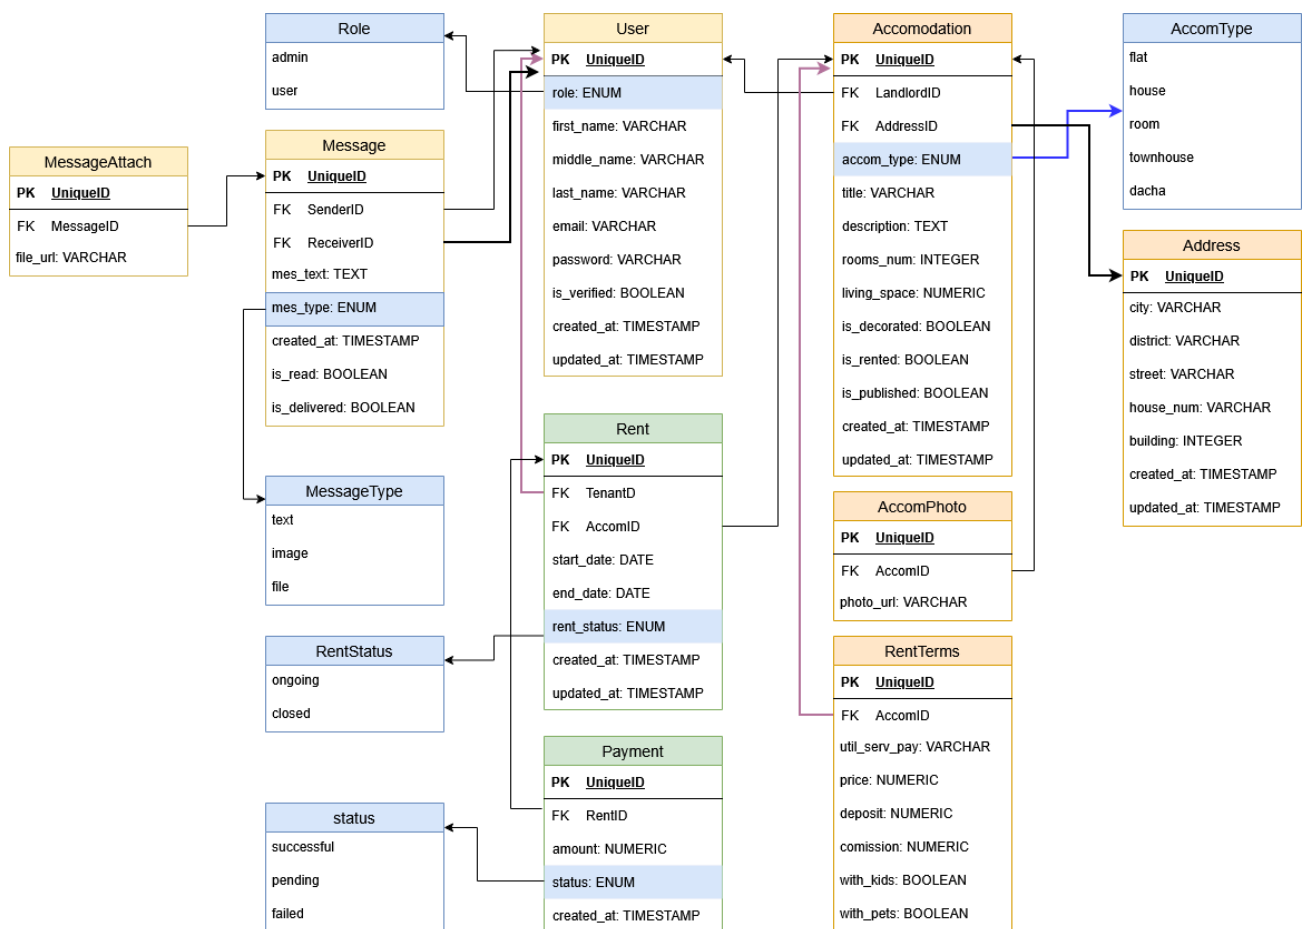 Role
admin
user
MessageAttach
PK UniqueID
FK MessageID
file_url: VARCHAR
Message
PK UniqueID
FK SenderID
FK ReceiverID
mes_text: TEXT
mes_type: ENUM
created_at: TIMESTAMP
is_read: BOOLEAN
is_delivered: BOOLEAN
MessageType
text
image
file
RentStatus
ongoing
closed
status
successful
pending
failed
User
PK UniqueID
role: ENUM
first_name: VARCHAR
middle_name: VARCHAR
last_name: VARCHAR
email: VARCHAR
password: VARCHAR
is_verified: BOOLEAN
created_at: TIMESTAMP
updated_at: TIMESTAMP
Rent
PK UniqueID
FK TenantD
FK AccomID
start_date: DATE
end_date: DATE
rent_status: ENUM
created_at: TIMESTAMP
updated_at: TIMESTAMP
Payment
PK UniqueID
FK RentID
amount: NUMERIC
status: ENUM
created_at: TIMESTAMP
Accomodation
PK UniqueID
FK LandlordID
FK AddressID
accom_type: ENUM
title: VARCHAR
description: TEXT
rooms_num: INTEGER
living_space: NUMERIC
is_decorated: BOOLEAN
is_rented: BOOLEAN
is_published: BOOLEAN
created_at: TIMESTAMP
updated_at: TIMESTAMP
AccomPhoto
PK UniqueID
FK AccomID
photo_url: VARCHAR
RentTerms
PK UniqueID
FK AccomID
util_serv_pay: VARCHAR
price: NUMERIC
deposit: NUMERIC
comission: NUMERIC
with_kids: BOOLEAN
with_pets: BOOLEAN
AccomType
flat
house
room
townhouse
dacha
Address
PK UniqueID
city: VARCHAR
district: VARCHAR
street: VARCHAR
house_num: VARCHAR
building: INTEGER
created_at: TIMESTAMP
updated_at: TIMESTAMP